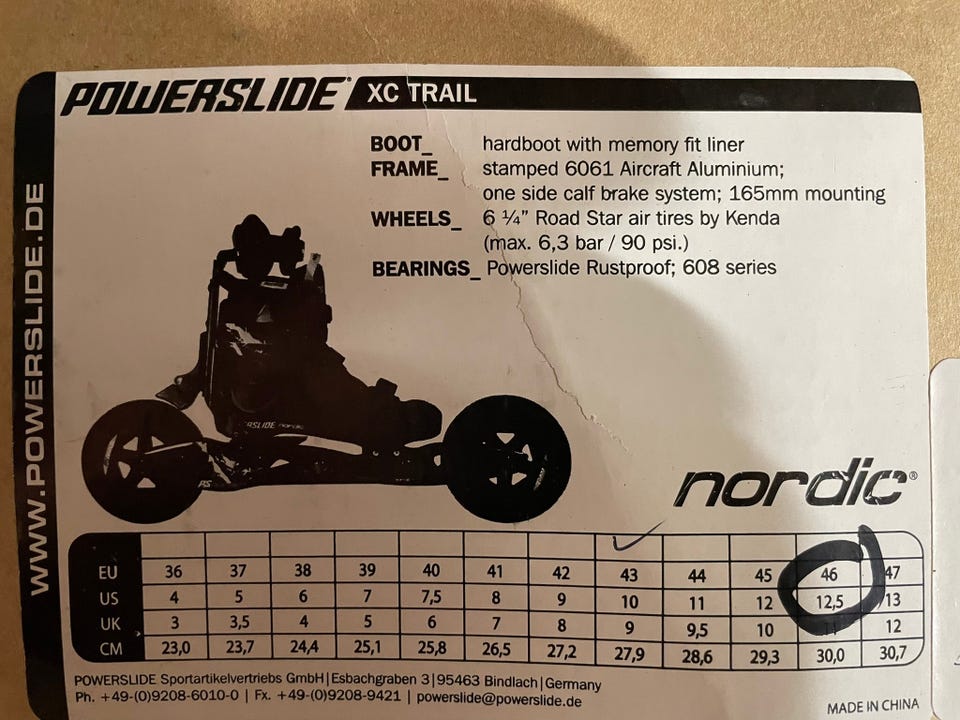 POWERSLIDE® XC TRAIL
BOOT_ hardboot with memory fit liner
FRAME_ stamped 6061 Aircraft Aluminium;
one side calf brake system; 165mm mounting
WHEELS_ 6 ¼” Road Star air tires by Kenda
(max. 6,3 bar / 90 psi.)
BEARINGS_ Powerslide Rustproof; 608 series
WWW.POWERSLIDE.DE
nordic®
EU 36 37 38 39 40 41 42 43 44 45 46 47
US 4 5 6 7 7,5 8 9 10 11 12 12,5 13
UK 3 3,5 4 5 6 7 8 9 9,5 10 11 12
CM 23,0 23,7 24,4 25,1 25,8 26,5 27,2 27,9 28,6 29,3 30,0 30,7
POWERSLIDE Sportartikelvertriebs GmbH|Esbachgraben 3|95463 Bindlach|Germany
Ph. +49-(0)9208-6010-0 | Fx. +49-(0)9208-9421 | powerslide@powerslide.de
MADE IN CHINA